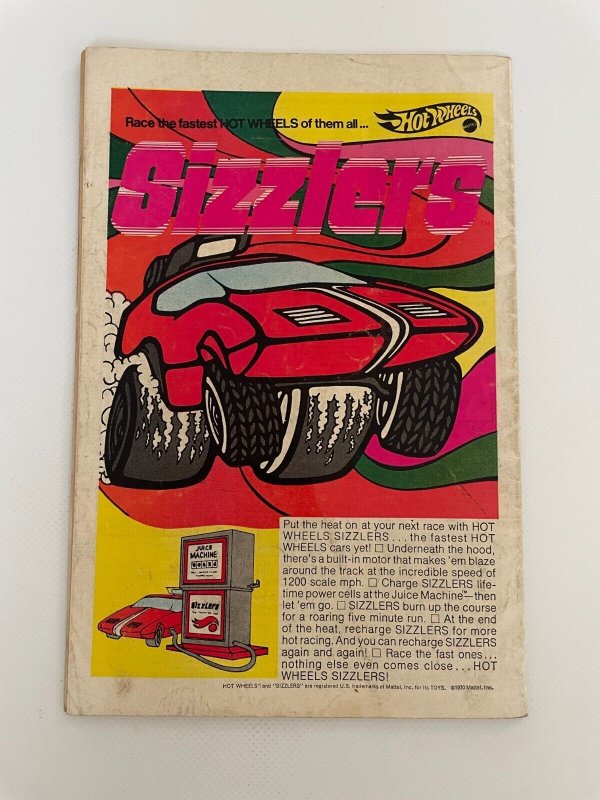 Race the fastest HOT WHEELS of them all...
HOT WHEELS
MATTEL
Sizzlers™
JUICE
MACHINE
Sizzlers
Put the heat on at your next race with HOT
WHEELS SIZZLERS . . . the fastest HOT
WHEELS cars yet! □ Underneath the hood,
there's a built-in motor that makes 'em blaze
around the track at the incredible speed of
1200 scale mph. □ Charge SIZZLERS life-
time power cells at the Juice Machine™—then
let 'em go. □ SIZZLERS burn up the course
for a roaring five minute run. □ At the end
of the heat, recharge SIZZLERS for more
hot racing. And you can recharge SIZZLERS
again and again! □ Race the fast ones...
nothing else even comes close...HOT
WHEELS SIZZLERS!
HOT WHEELS™ and "SIZZLERS" are registered U.S. trademarks of Mattel, Inc. for its TOYS. ©1970 Mattel, Inc.